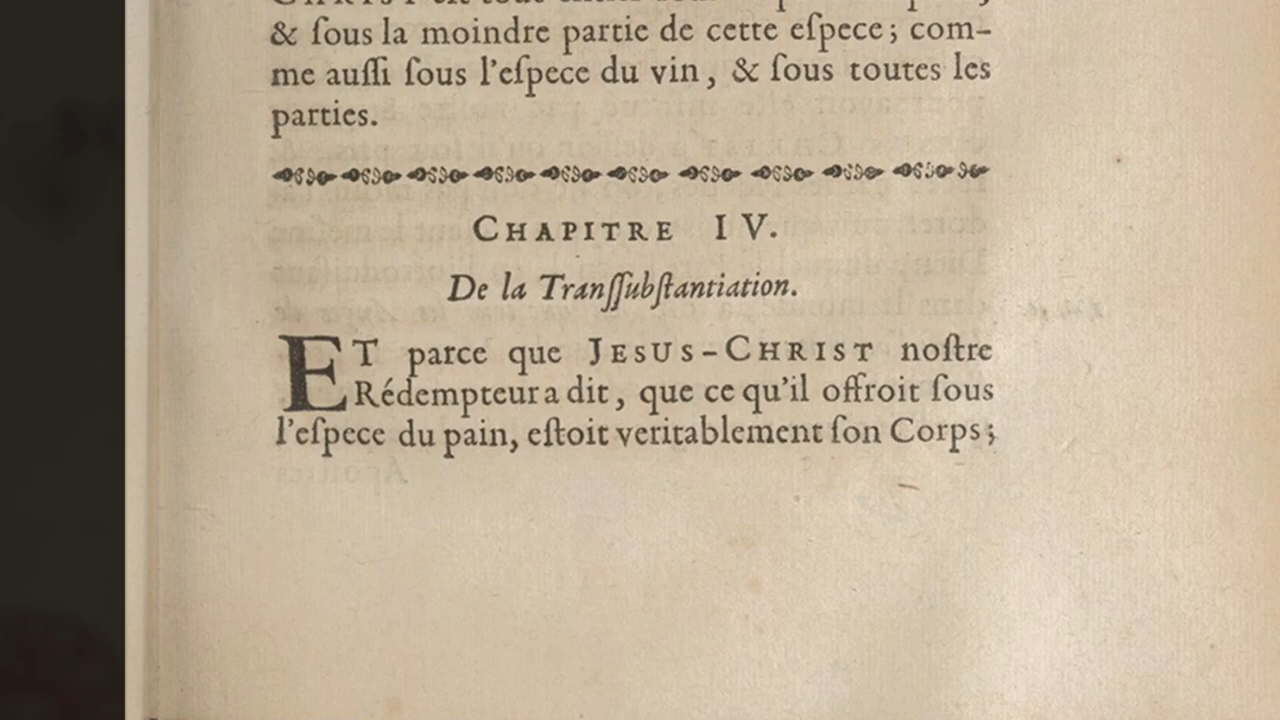 & ſous la moindre partie de cette eſpece ; com-
me auſſi ſous l'eſpece du vin , & ſous toutes les
parties.
CHAPITRE IV.
De la Tranſſubſtantiation.
ET parce que JESUS-CHRIST noſtre
Rédempteur a dit , que ce qu'il offroit ſous
l'eſpece du pain, eſtoit veritablement ſon Corps ;